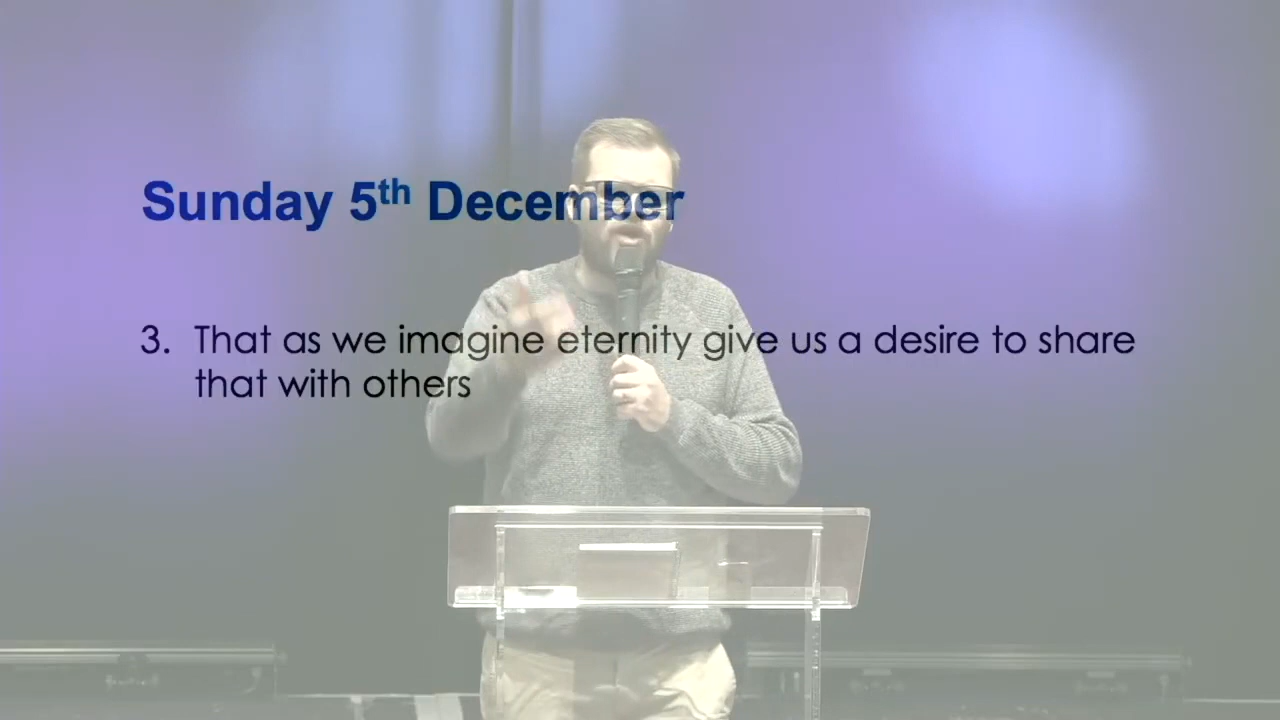 Sunday 5th December
3. That as we imagine eternity give us a desire to share
that with others